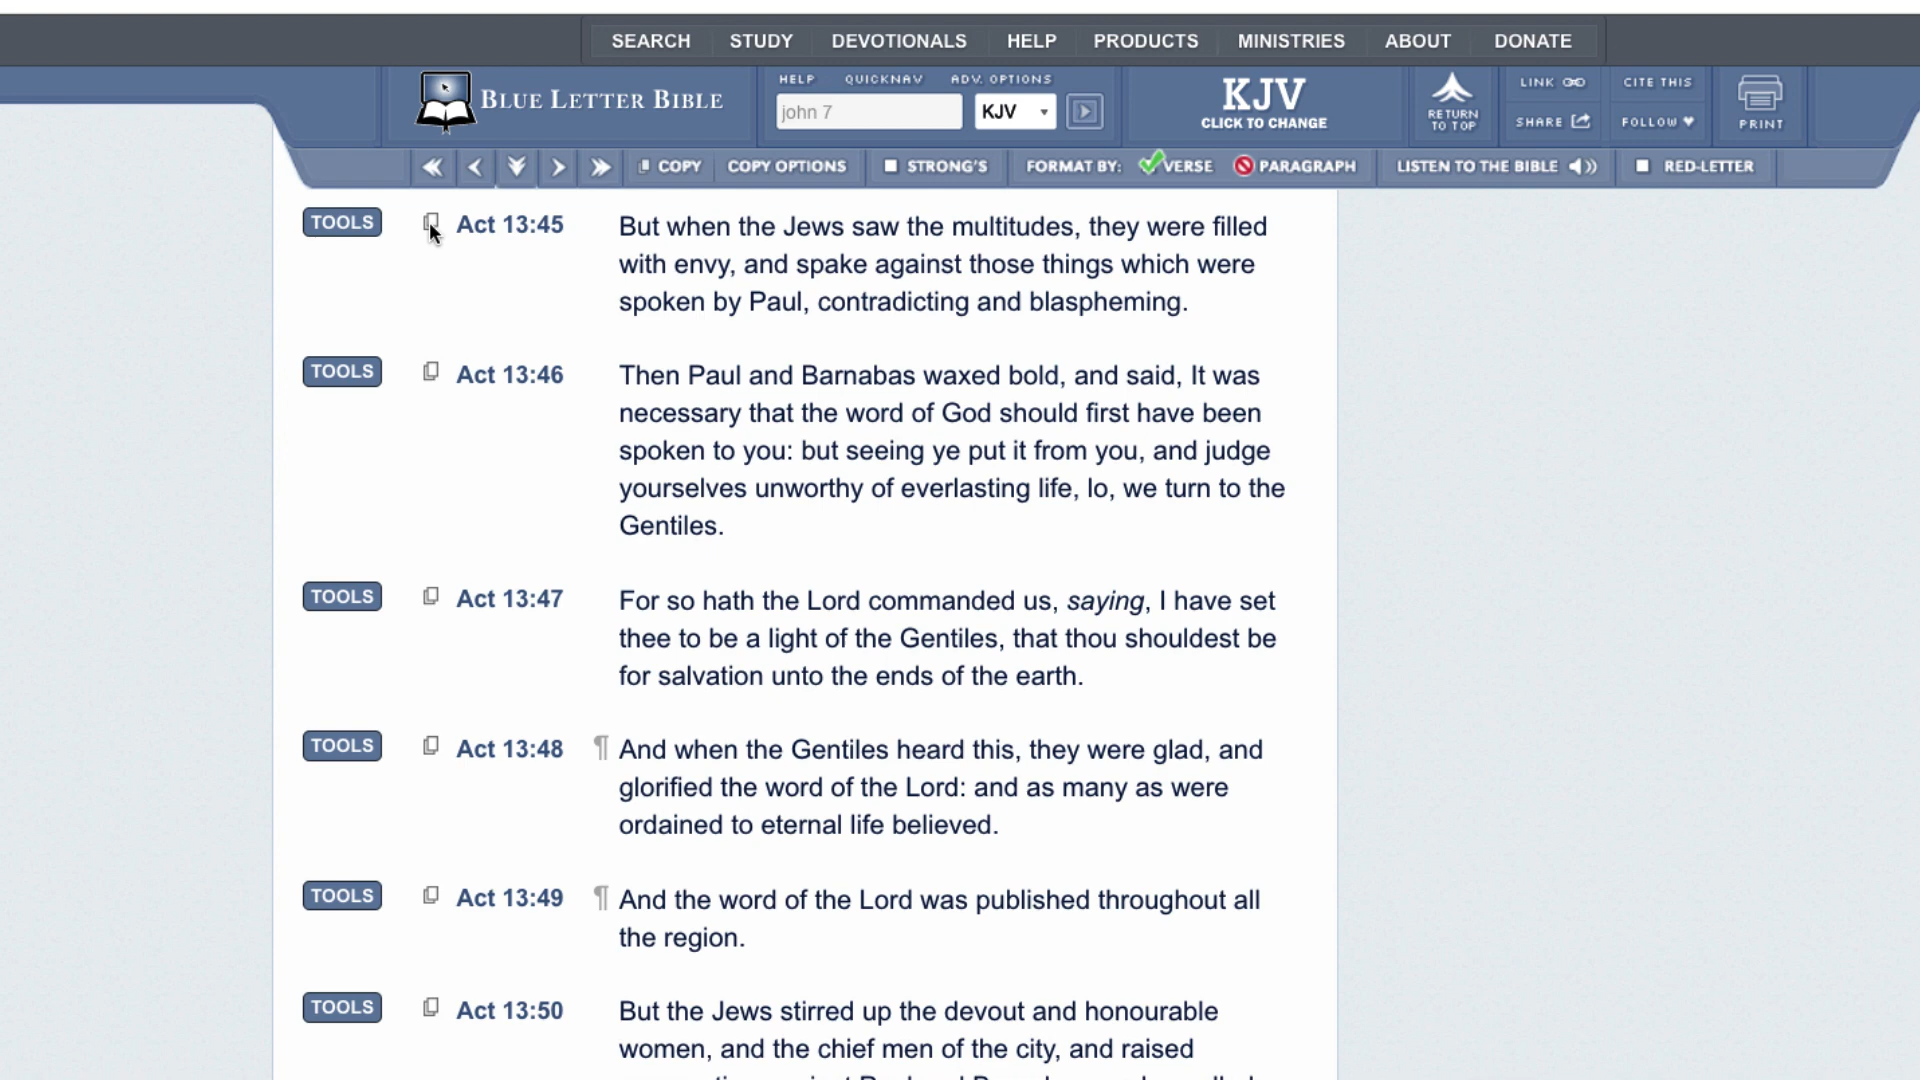 SEARCH STUDY DEVOTIONALS HELP PRODUCTS MINISTRIES ABOUT DONATE
BLUE LETTER BIBLE
HELP QUICKNAV ADV. OPTIONS
john 7 KJV
KJV
CLICK TO CHANGE
RETURN
TO TOP
LINK CITE THIS
SHARE FOLLOW
PRINT
COPY COPY OPTIONS STRONG'S FORMAT BY: VERSE PARAGRAPH LISTEN TO THE BIBLE RED-LETTER
TOOLS Act 13:45 But when the Jews saw the multitudes, they were filled
with envy, and spake against those things which were
spoken by Paul, contradicting and blaspheming.
TOOLS Act 13:46 Then Paul and Barnabas waxed bold, and said, It was
necessary that the word of God should first have been
spoken to you: but seeing ye put it from you, and judge
yourselves unworthy of everlasting life, lo, we turn to the
Gentiles.
TOOLS Act 13:47 For so hath the Lord commanded us, saying, I have set
thee to be a light of the Gentiles, that thou shouldest be
for salvation unto the ends of the earth.
TOOLS Act 13:48 ¶ And when the Gentiles heard this, they were glad, and
glorified the word of the Lord: and as many as were
ordained to eternal life believed.
TOOLS Act 13:49 ¶ And the word of the Lord was published throughout all
the region.
TOOLS Act 13:50 But the Jews stirred up the devout and honourable
women, and the chief men of the city, and raised